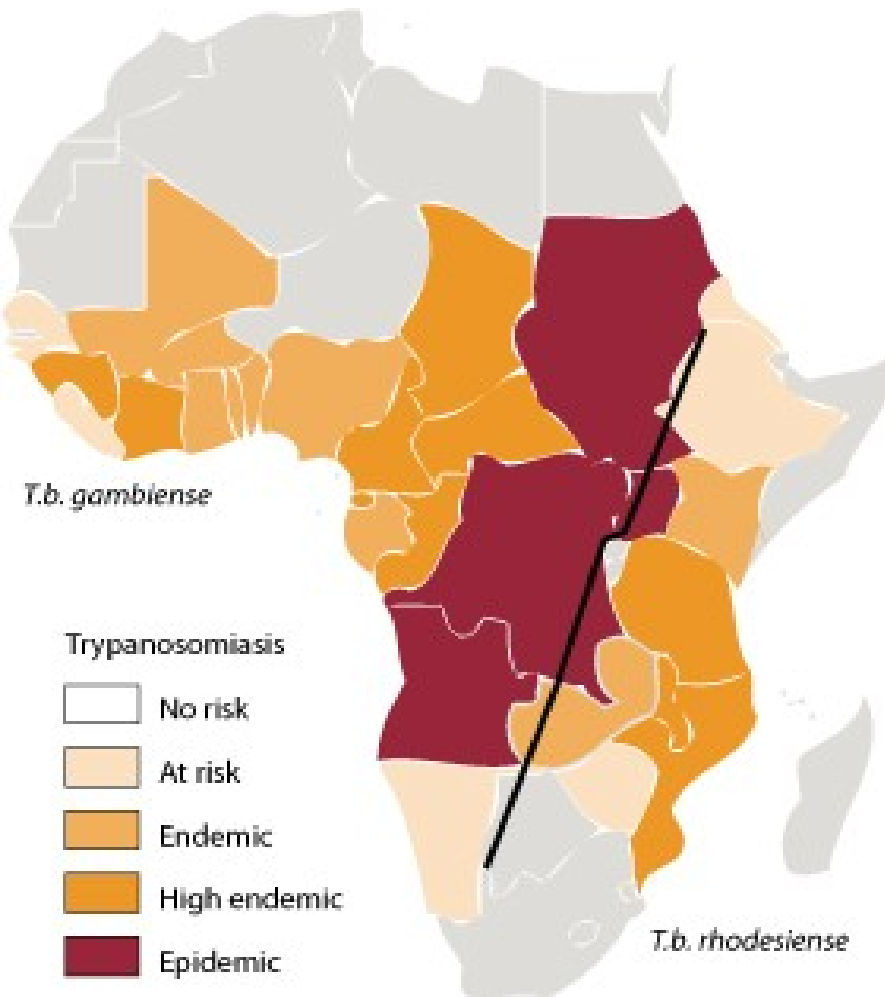 T.b. gambiense
Trypanosomiasis
No risk
At risk
Endemic
High endemic
Epidemic
T.b. rhodesiense